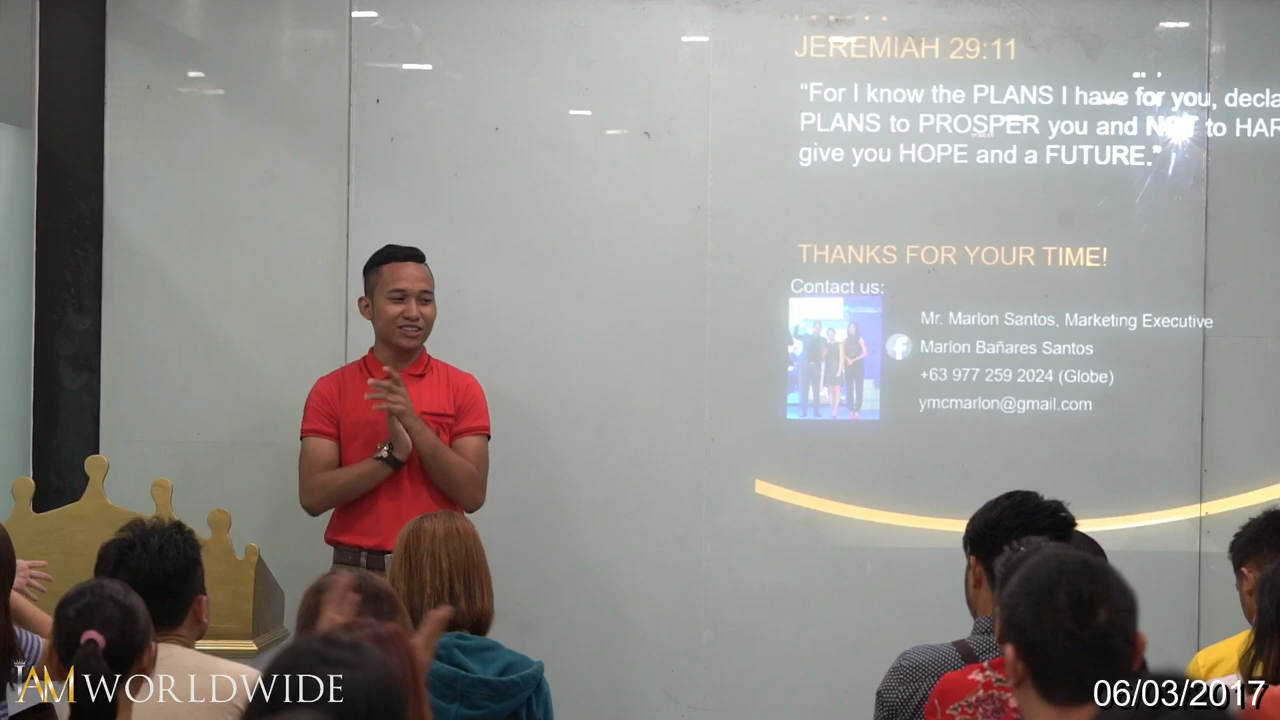 JEREMIAH 29:11
"For I know the PLANS I have for you, decla
PLANS to PROSPER you and NOT to HAR
give you HOPE and a FUTURE."
THANKS FOR YOUR TIME!
Contact us:
Mr. Marlon Santos, Marketing Executive
Marlon Bañares Santos
+63 977 259 2024 (Globe)
ymcmarlon@gmail.com
IAM WORLDWIDE
06/03/2017